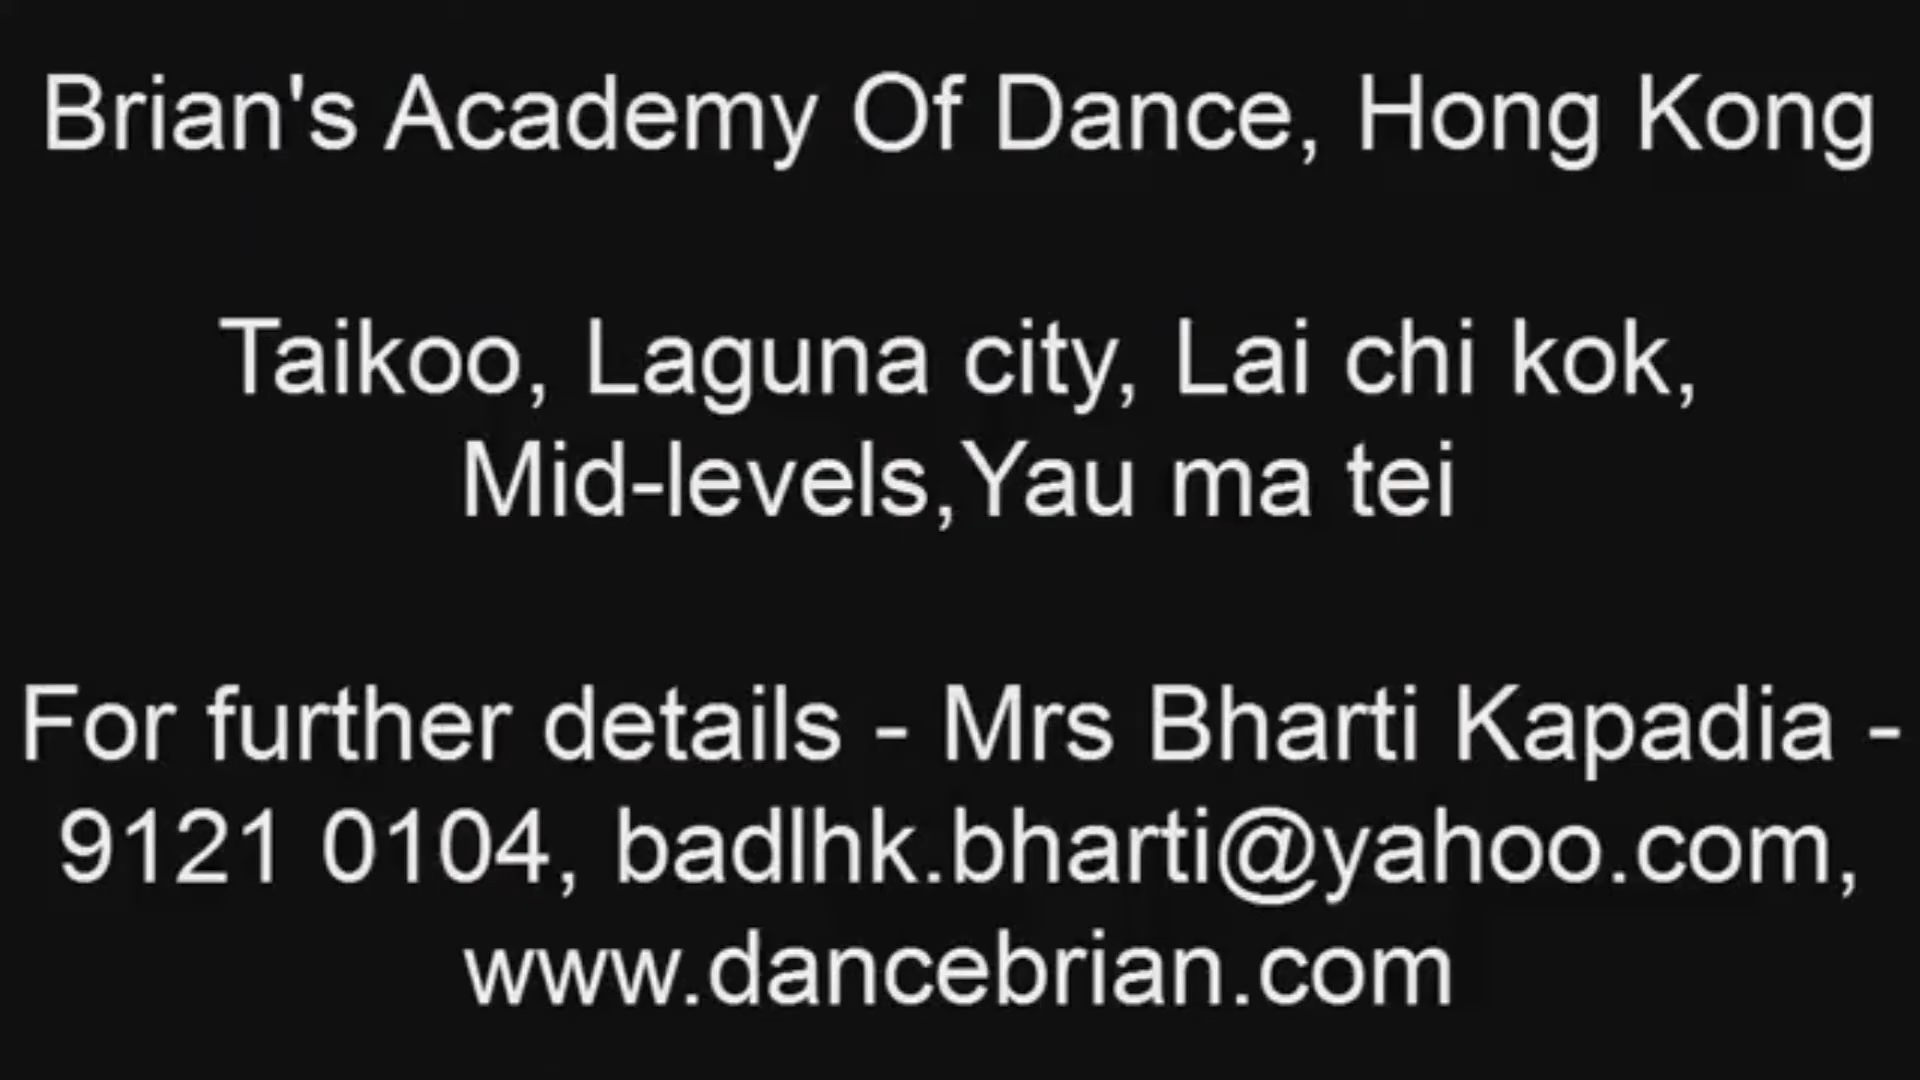 Brian's Academy Of Dance, Hong Kong
Taikoo, Laguna city, Lai chi kok,
Mid-levels,Yau ma tei
For further details - Mrs Bharti Kapadia -
9121 0104, badlhk.bharti@yahoo.com,
www.dancebrian.com